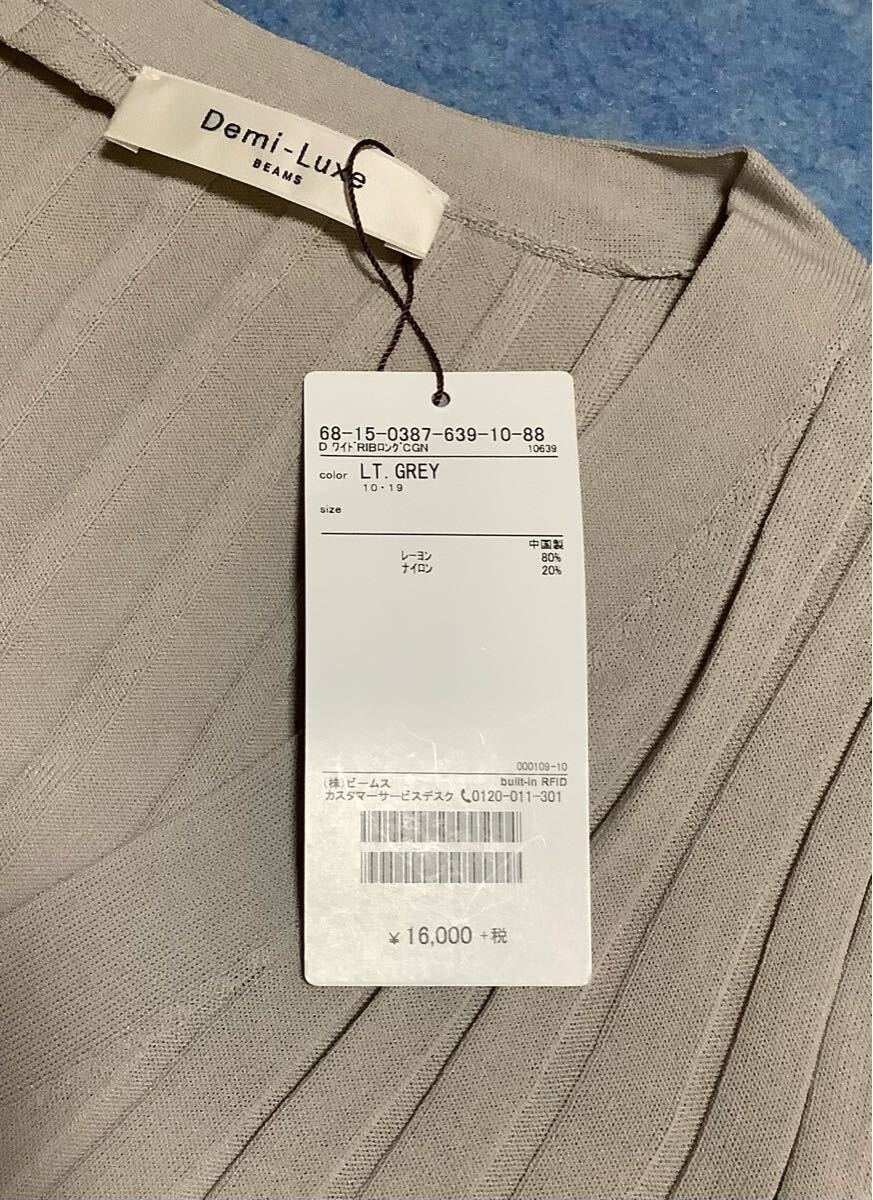 Demi-Luxe
BEAMS
68-15-0387-639-10-88
D ワイドRIBロングCGN 10639
color LT. GREY
10・19
size
中国製
レーヨン 80%
ナイロン 20%
000109-10
(株)ビームス built-in RFID
カスタマーサービスデスク 0120-011-301
¥16,000 +税